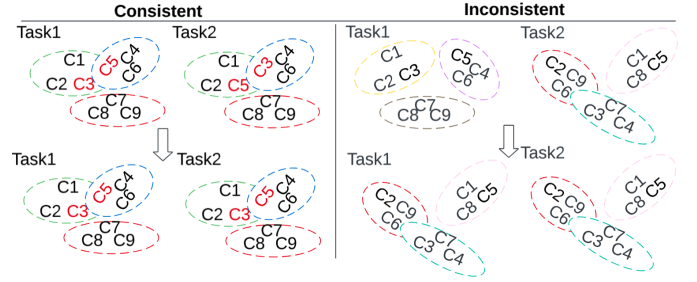 Consistent
Inconsistent
Task1
Task2
C1
C2 C3
C5 C4
C6
C7
C8 C9
C1
C2 C5
C3 C4
C6
C7
C8 C9
Task1
Task2
C1
C2 C3
C5 C4
C6
C7
C8 C9
C1
C2 C3
C5 C4
C6
C7
C8 C9
Task1
Task2
C1
C2 C3
C5 C4
C6
C7
C8 C9
C2 C9
C6
C1
C8 C5
C7
C3 C4
Task1
Task2
C2 C9
C6
C1
C8 C5
C7
C3 C4
C2 C9
C6
C1
C8 C5
C7
C3 C4